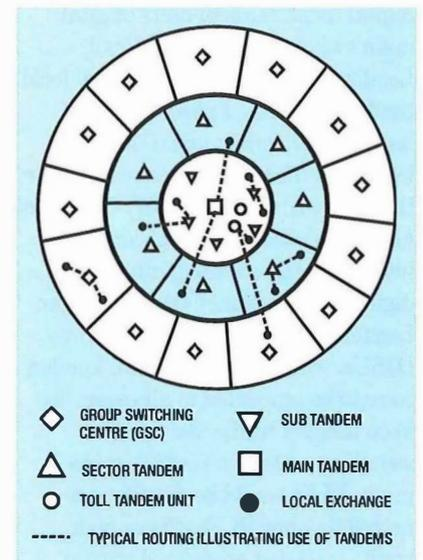 GROUP SWITCHING
CENTRE (GSC)
SUB TANDEM
SECTOR TANDEM
MAIN TANDEM
TOLL TANDEM UNIT
LOCAL EXCHANGE
TYPICAL ROUTING ILLUSTRATING USE OF TANDEMS